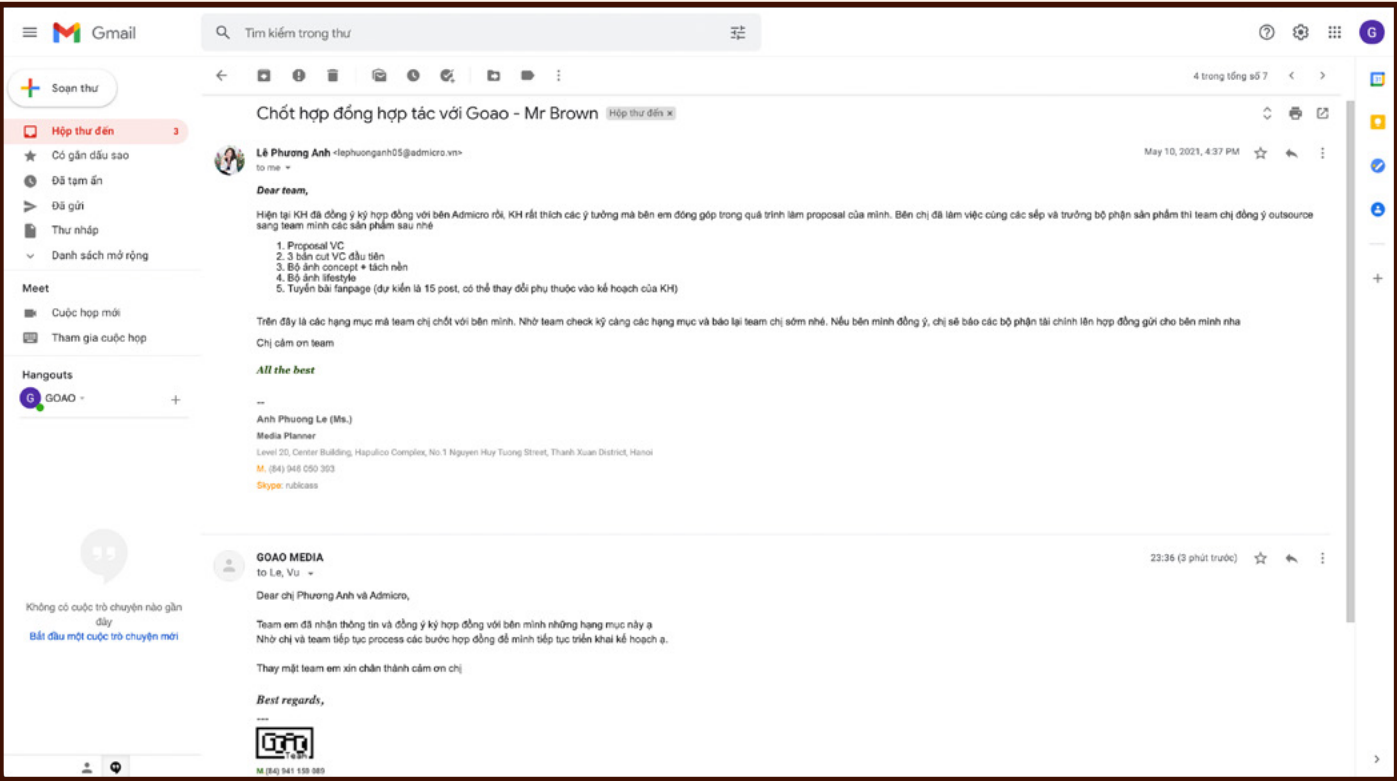 Gmail
Tìm kiếm trong thư
G
Soạn thư
4 trong tổng số 7
Hộp thư đến 3
Có gắn dấu sao
Đã tạm ẩn
Đã gửi
Thư nháp
Danh sách mở rộng
Meet
Cuộc họp mới
Tham gia cuộc họp
Hangouts
G GOAO
Không có cuộc trò chuyện nào gần
đây
Bắt đầu một cuộc trò chuyện mới
Chốt hợp đồng hợp tác với Goao - Mr Brown Hộp thư đến x
Lê Phương Anh <lephuonganh05@admicro.vn>
May 10, 2021, 4:37 PM
to me
Dear team,
Hiện tại KH đã đồng ý ký hợp đồng với bên Admicro rồi, KH rất thích các ý tưởng mà bên em đóng góp trong quá trình làm proposal của mình. Bên chị đã làm việc cùng các sếp và trưởng bộ phận sản phẩm thì team chị đồng ý outsource
sang team mình các sản phẩm sau nhé
1. Proposal VC
2. 3 bản cut VC đầu tiên
3. Bộ ảnh concept + tách nền
4. Bộ ảnh lifestyle
5. Tuyến bài fanpage (dự kiến là 15 post, có thể thay đổi phụ thuộc vào kế hoạch của KH)
Trên đây là các hạng mục mà team chị chốt với bên mình. Nhờ team check kỹ càng các hạng mục và báo lại team chị sớm nhé. Nếu bên mình đồng ý, chị sẽ báo các bộ phận tài chính lên hợp đồng gửi cho bên mình nha
Chị cảm ơn team
All the best
--
Anh Phuong Le (Ms.)
Media Planner
Level 20, Center Building, Hapulico Complex, No.1 Nguyen Huy Tuong Street, Thanh Xuan District, Hanoi
M. (84) 948 050 393
Skype: rubicass
GOAO MEDIA
23:36 (3 phút trước)
to Le, Vu
Dear chị Phương Anh và Admicro,
Team em đã nhận thông tin và đồng ý ký hợp đồng với bên mình những hạng mục này ạ
Nhờ chị và team tiếp tục process các bước hợp đồng để mình tiếp tục triển khai kế hoạch ạ.
Thay mặt team em xin chân thành cảm ơn chị
Best regards,
---
GOAO
Team
M.(84) 941 158 089